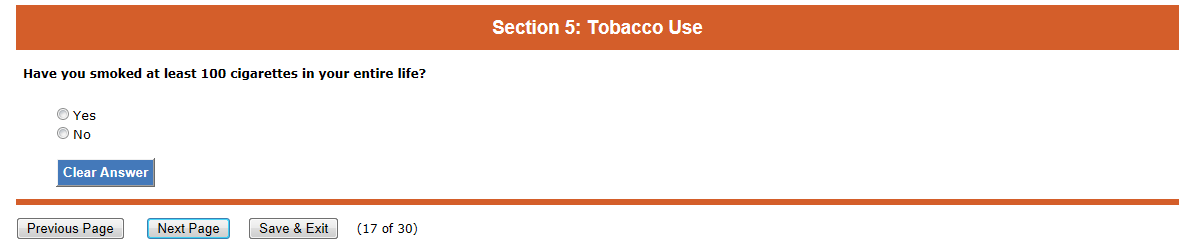 Section 5: Tobacco Use
Have you smoked at least 100 cigarettes in your entire life?
Yes
No
Clear Answer
Previous Page Next Page Save & Exit (17 of 30)